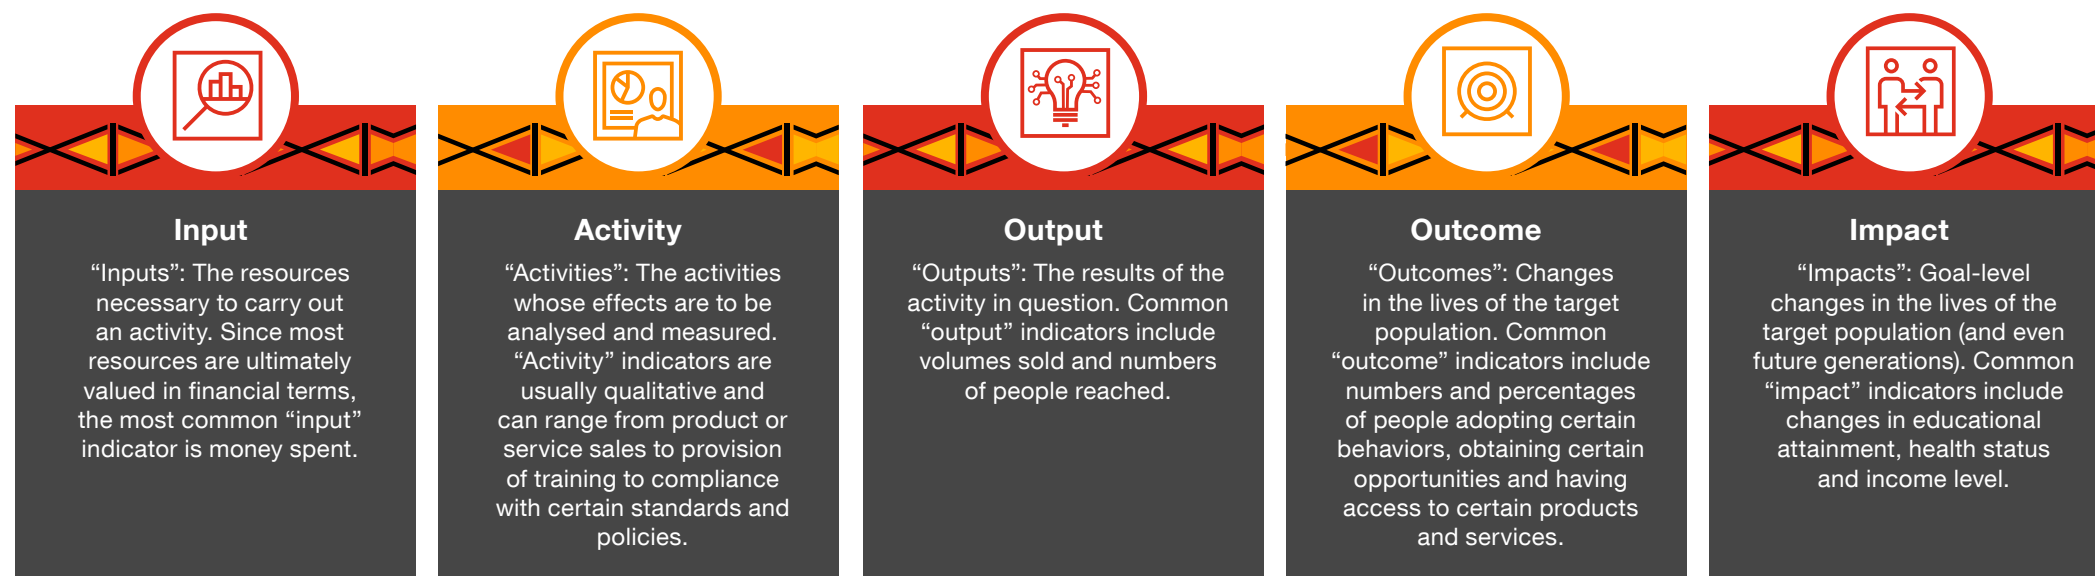 Input
“Inputs”: The resources
necessary to carry out
an activity. Since most
resources are ultimately
valued in financial terms,
the most common “input”
indicator is money spent.
Activity
“Activities”: The activities
whose effects are to be
analysed and measured.
“Activity” indicators are
usually qualitative and
can range from product or
service sales to provision
of training to compliance
with certain standards and
policies.
Output
“Outputs”: The results of the
activity in question. Common
“output” indicators include
volumes sold and numbers
of people reached.
Outcome
“Outcomes”: Changes
in the lives of the target
population. Common
“outcome” indicators include
numbers and percentages
of people adopting certain
behaviors, obtaining certain
opportunities and having
access to certain products
and services.
Impact
“Impacts”: Goal-level
changes in the lives of the
target population (and even
future generations). Common
“impact” indicators include
changes in educational
attainment, health status
and income level.